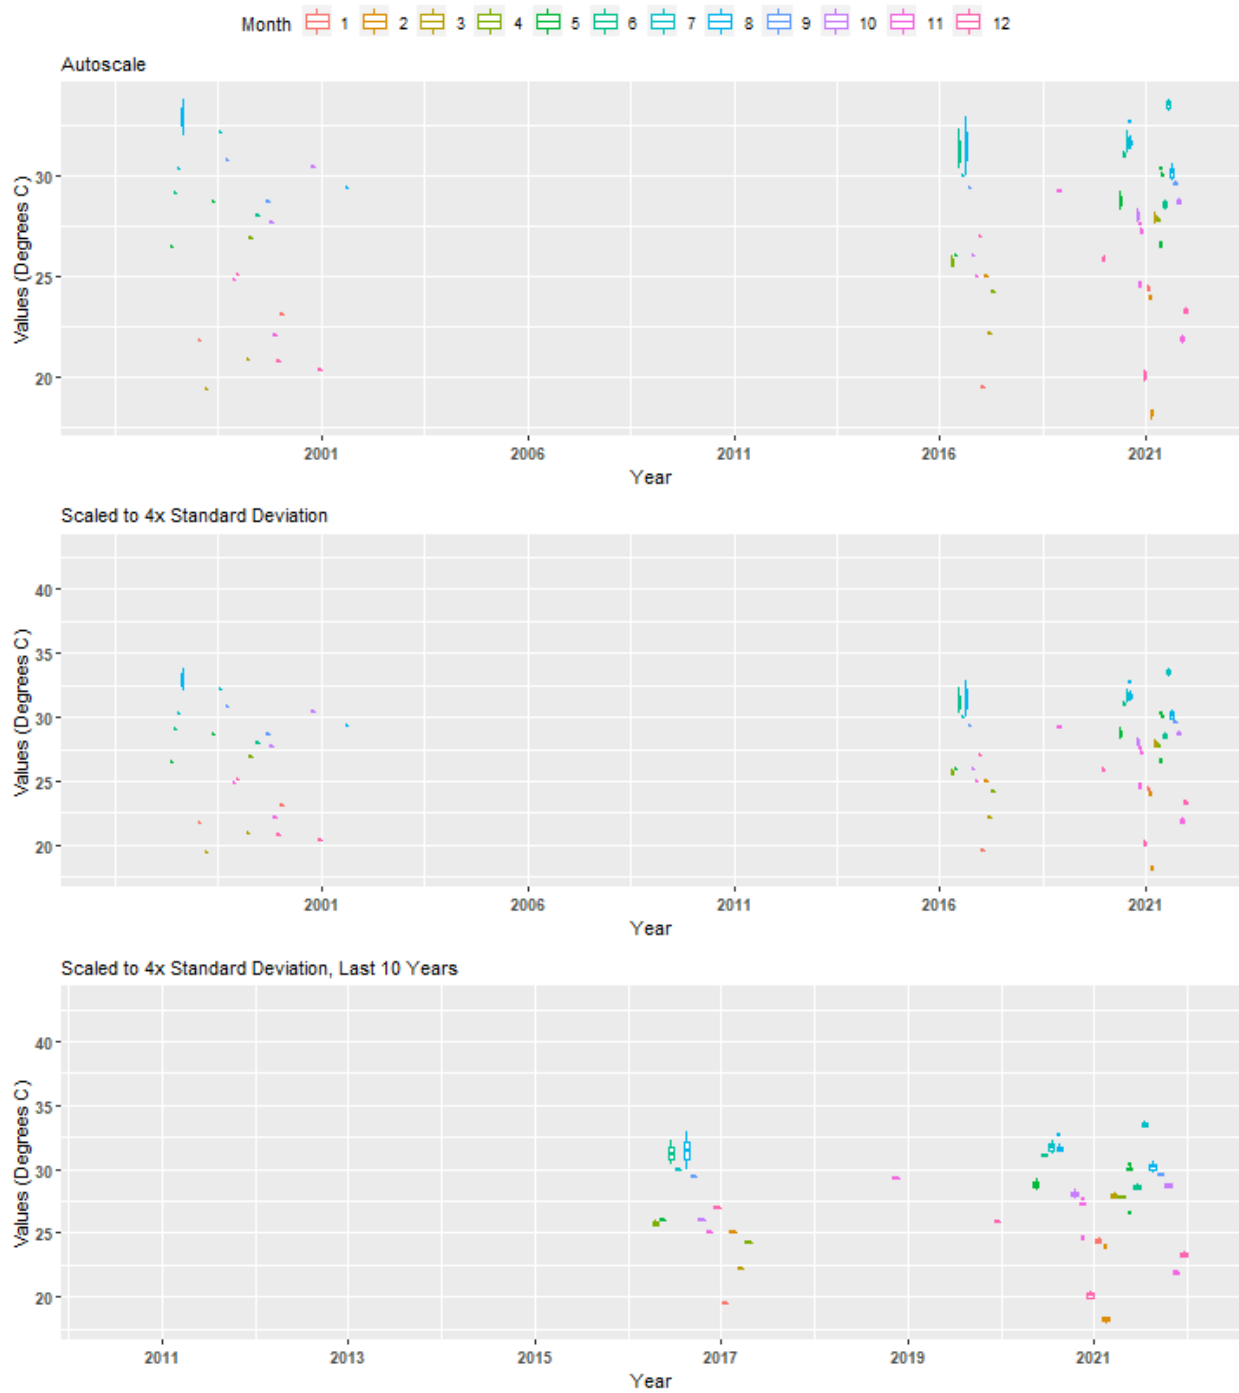 Month 1 2 3 4 5 6 7 8 9 10 11 12
Autoscale
Values (Degrees C)
30
25
20
2001 2006 2011 2016 2021
Year
Scaled to 4x Standard Deviation
Values (Degrees C)
40
35
30
25
20
2001 2006 2011 2016 2021
Year
Scaled to 4x Standard Deviation, Last 10 Years
Values (Degrees C)
40
35
30
25
20
2011 2013 2015 2017 2019 2021
Year